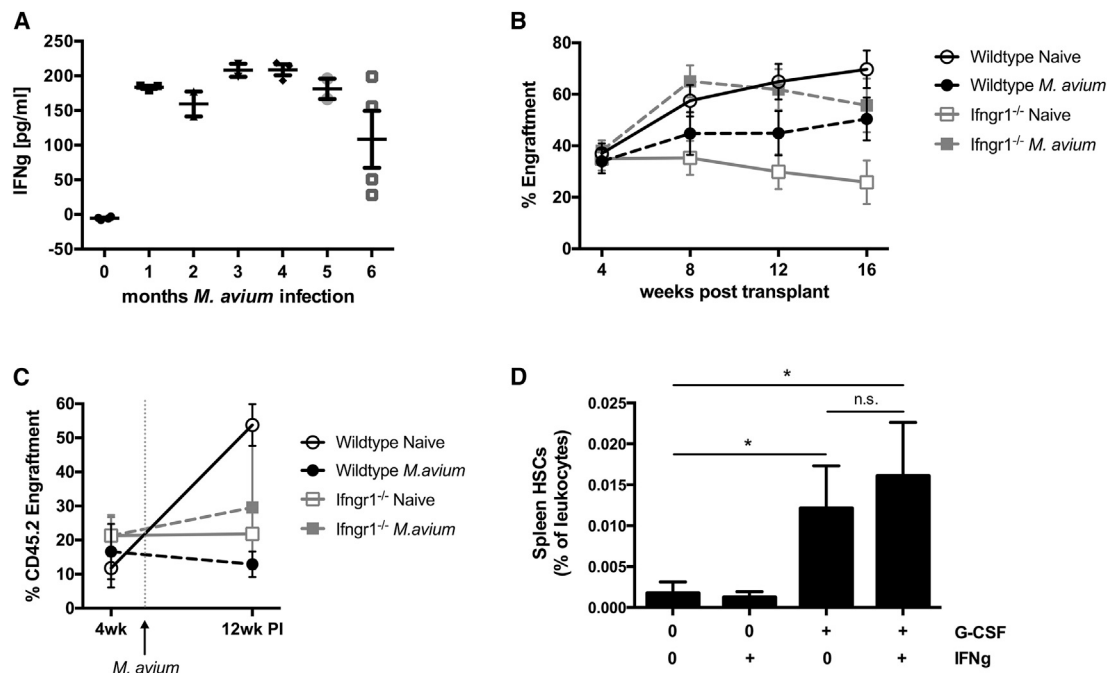 A
IFNg [pg/ml]
250
200
150
100
50
0
-50
0 1 2 3 4 5 6
months M. avium infection
B
% Engraftment
80
60
40
20
0
4 8 12 16
weeks post transplant
Wildtype Naive
Wildtype M. avium
Ifngr1-/- Naive
Ifngr1-/- M. avium
C
% CD45.2 Engraftment
60
50
40
30
20
10
0
4wk 12wk PI
M. avium
Wildtype Naive
Wildtype M.avium
Ifngr1-/- Naive
Ifngr1-/- M.avium
D
Spleen HSCs
(% of leukocytes)
0.025
0.020
0.015
0.010
0.005
0.000
*
n.s.
*
0 0 + + G-CSF
0 + 0 + IFNg